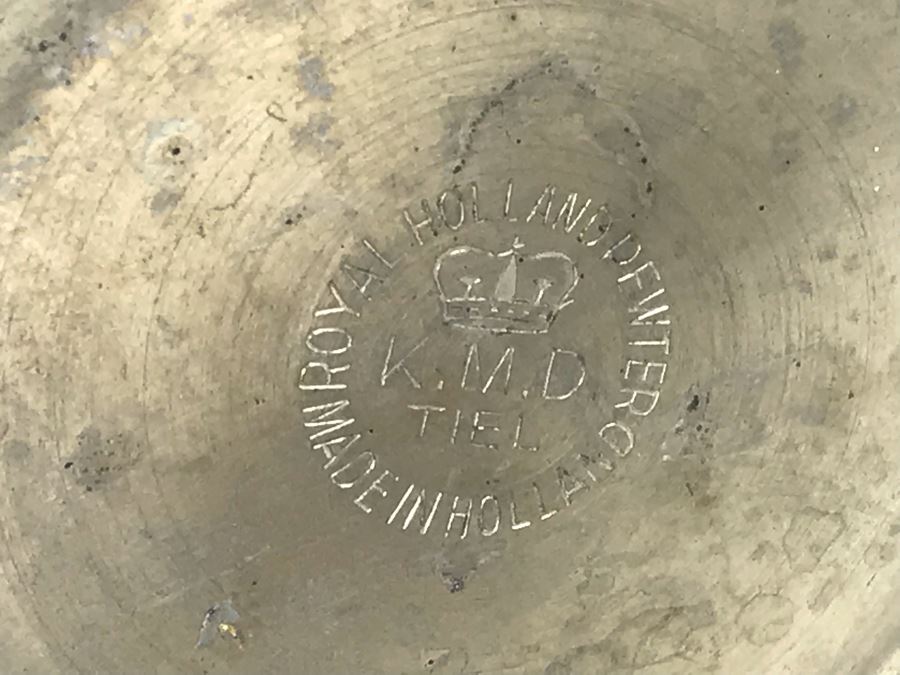 ROYAL HOLLAND PEWTER
K.M.D
TIEL
MADE IN HOLLAND